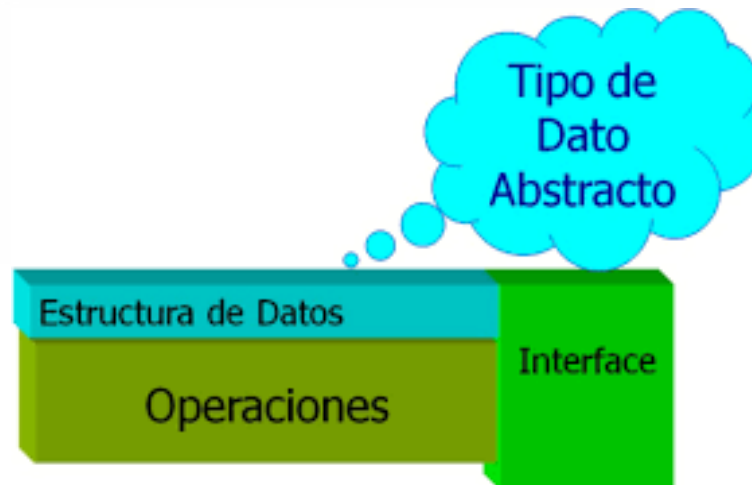 Tipo de
Dato
Abstracto
Estructura de Datos
Interface
Operaciones